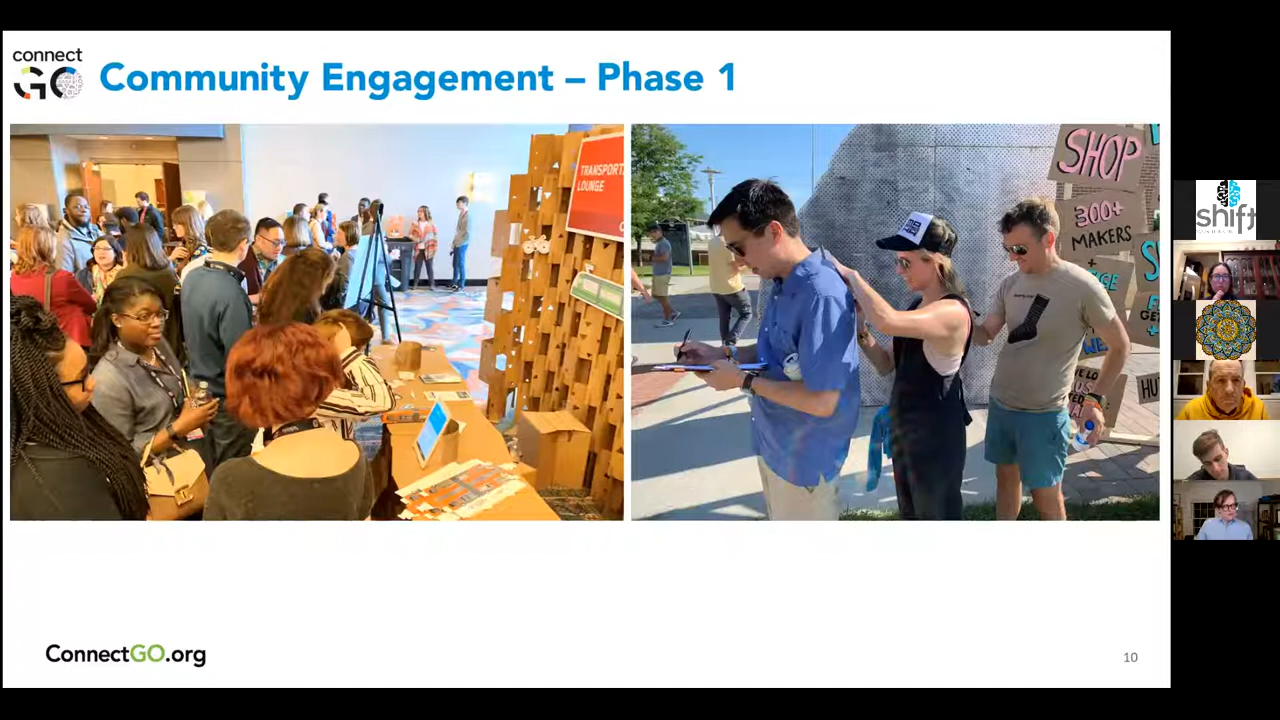 connect
GO
Community Engagement – Phase 1
TRANSPORT
LOUNGE
SHOP
300+
MAKERS
+
ConnectGO.org
10
shift